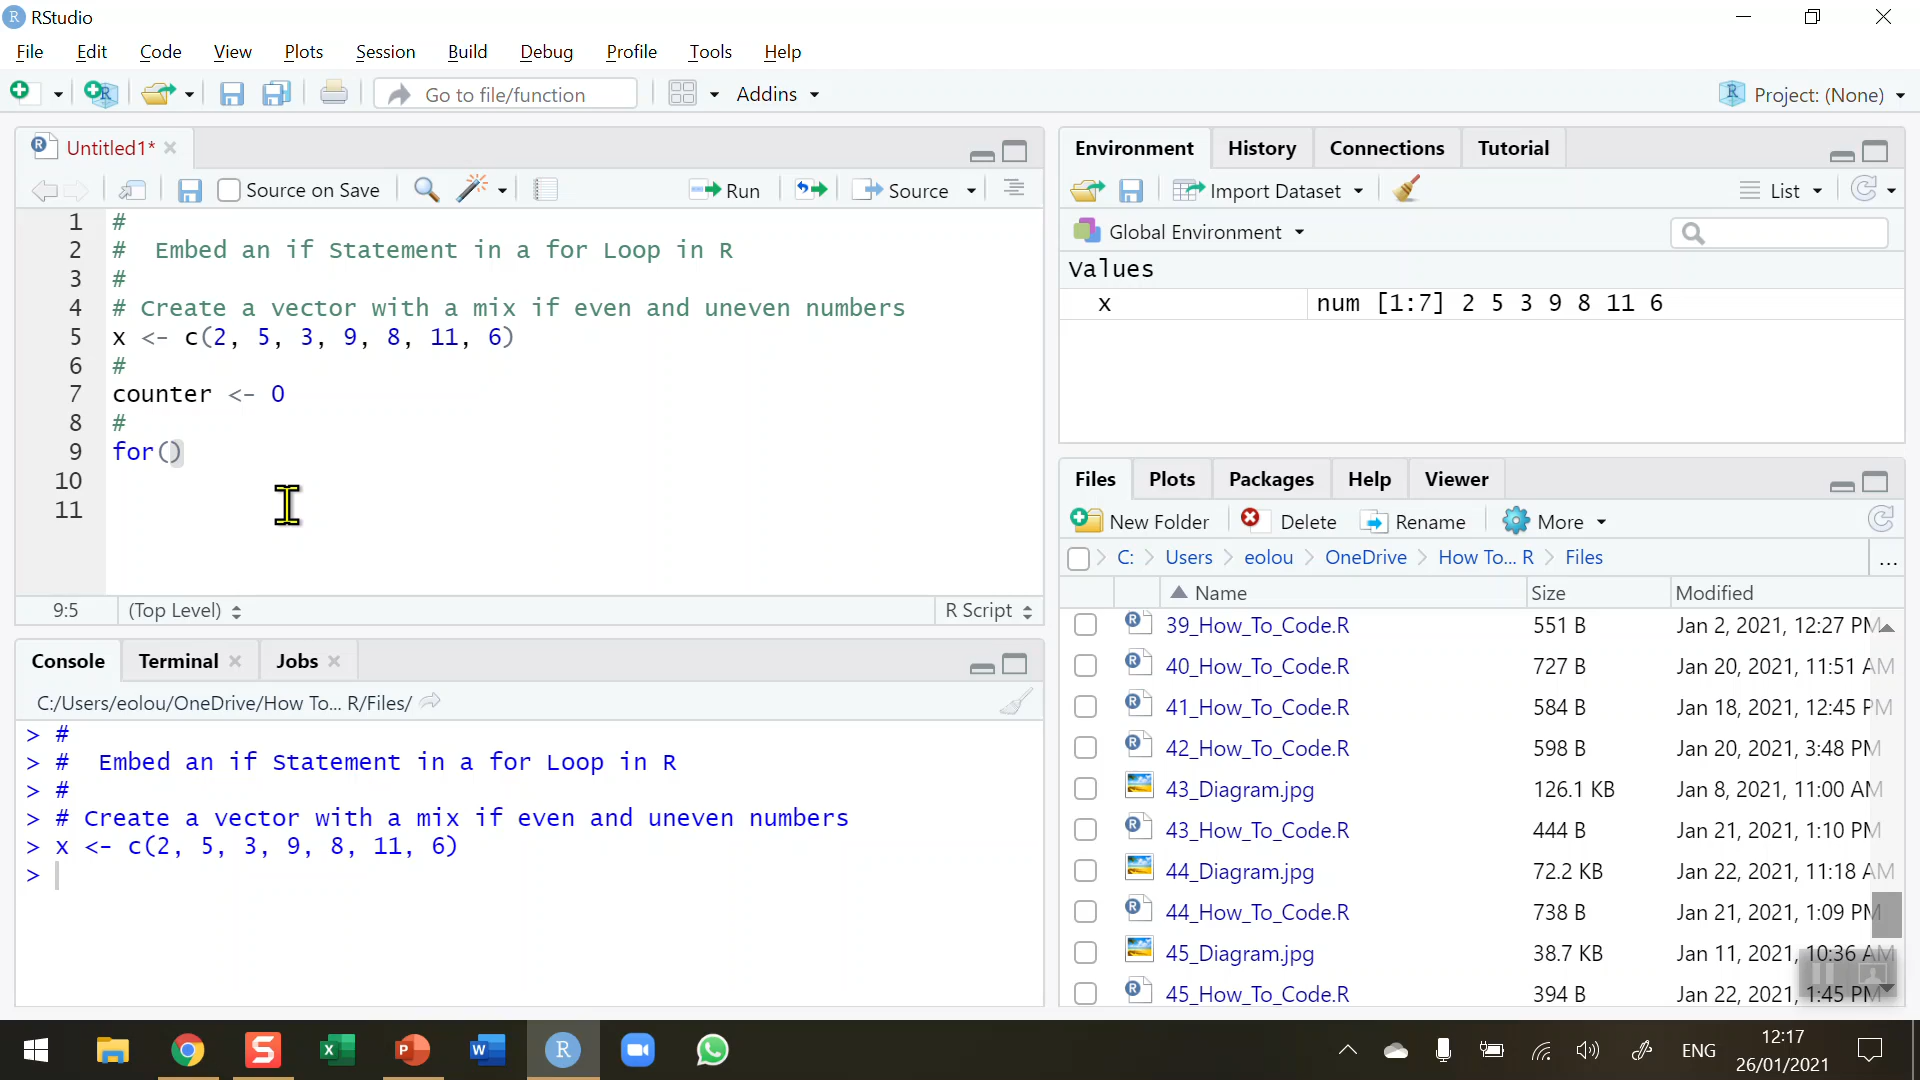 RStudio
File Edit Code View Plots Session Build Debug Profile Tools Help
Go to file/function Addins Project: (None)
Untitled1*
Source on Save Run Source
1 #
2 #  Embed an if Statement in a for Loop in R
3 #
4 # Create a vector with a mix if even and uneven numbers
5 x <- c(2, 5, 3, 9, 8, 11, 6)
6 #
7 counter <- 0
8 #
9 for()
10
11
9:5 (Top Level) R Script
Console Terminal Jobs
C:/Users/eolou/OneDrive/How To... R/Files/
> #
> #  Embed an if Statement in a for Loop in R
> #
> # Create a vector with a mix if even and uneven numbers
> x <- c(2, 5, 3, 9, 8, 11, 6)
>
Environment History Connections Tutorial
Import Dataset List
Global Environment
Values
x num [1:7] 2 5 3 9 8 11 6
Files Plots Packages Help Viewer
New Folder Delete Rename More
C: Users eolou OneDrive How To... R Files ...
Name Size Modified
39_How_To_Code.R 551 B Jan 2, 2021, 12:27 PM
40_How_To_Code.R 727 B Jan 20, 2021, 11:51 AM
41_How_To_Code.R 584 B Jan 18, 2021, 12:45 PM
42_How_To_Code.R 598 B Jan 20, 2021, 3:48 PM
43_Diagram.jpg 126.1 KB Jan 8, 2021, 11:00 AM
43_How_To_Code.R 444 B Jan 21, 2021, 1:10 PM
44_Diagram.jpg 72.2 KB Jan 22, 2021, 11:18 AM
44_How_To_Code.R 738 B Jan 21, 2021, 1:09 PM
45_Diagram.jpg 38.7 KB Jan 11, 2021, 10:36 AM
45_How_To_Code.R 394 B Jan 22, 2021, 1:45 PM
ENG
12:17
26/01/2021